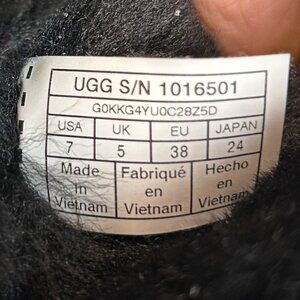 UGG S/N 1016501
G0KKG4YU0C28Z5D
USA UK EU JAPAN
7 5 38 24
Made Fabriqué Hecho
in en en
Vietnam Vietnam Vietnam